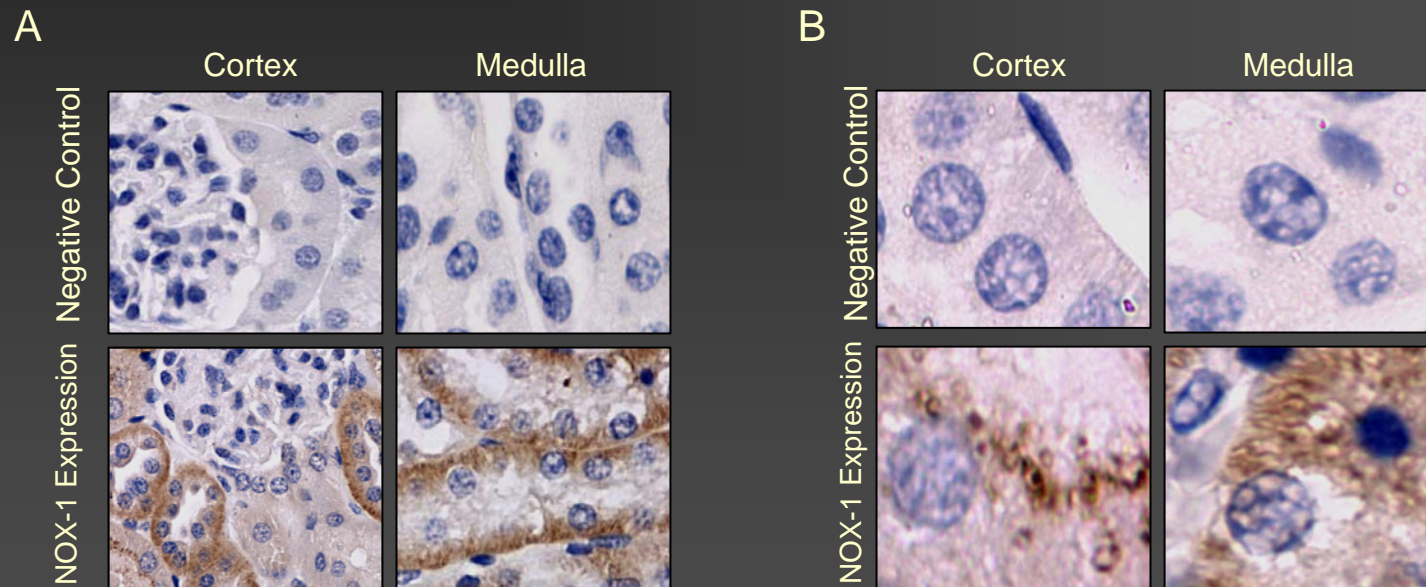 A
B
Cortex
Medulla
Cortex
Medulla
Negative Control
Negative Control
NOX-1 Expression
NOX-1 Expression